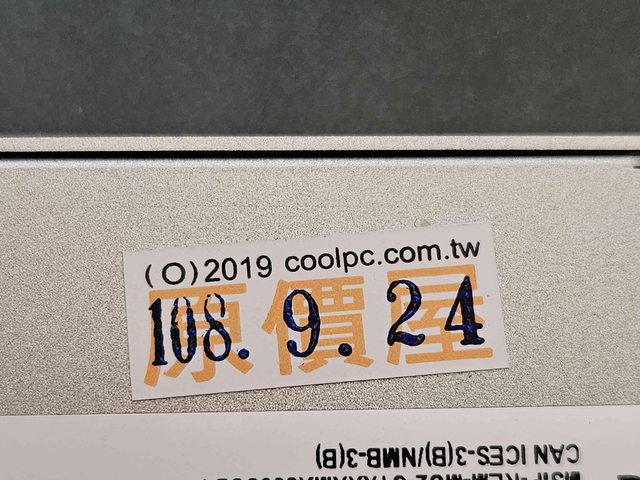 (O)2019 coolpc.com.tw
原價屋
108.9.24
CAN ICES-3(B)/NMB-3(B)